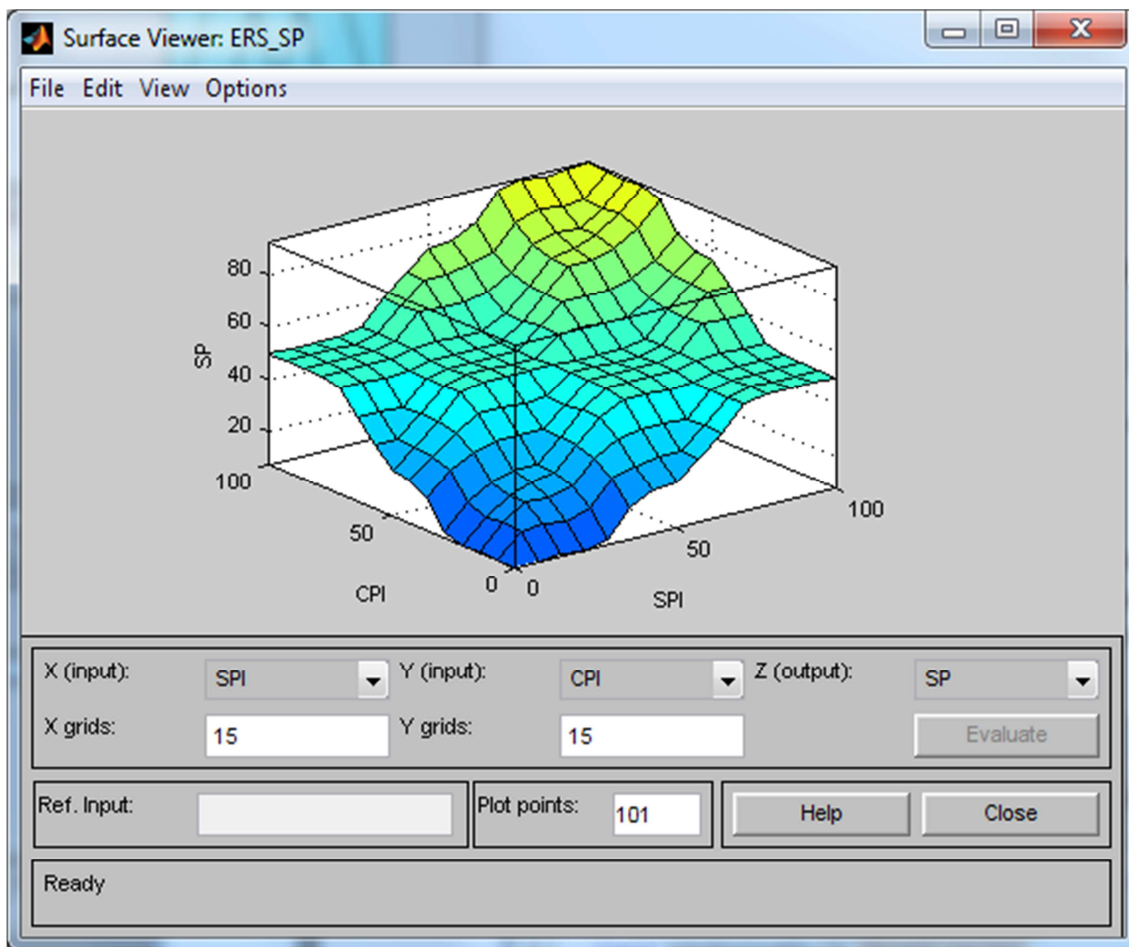 Surface Viewer: ERS_SP
File Edit View Options
80
60
40
20
SP
100
50
0
CPI
0
50
100
SPI
X (input): SPI Y (input): CPI Z (output): SP
X grids: 15 Y grids: 15 Evaluate
Ref. Input: Plot points: 101 Help Close
Ready